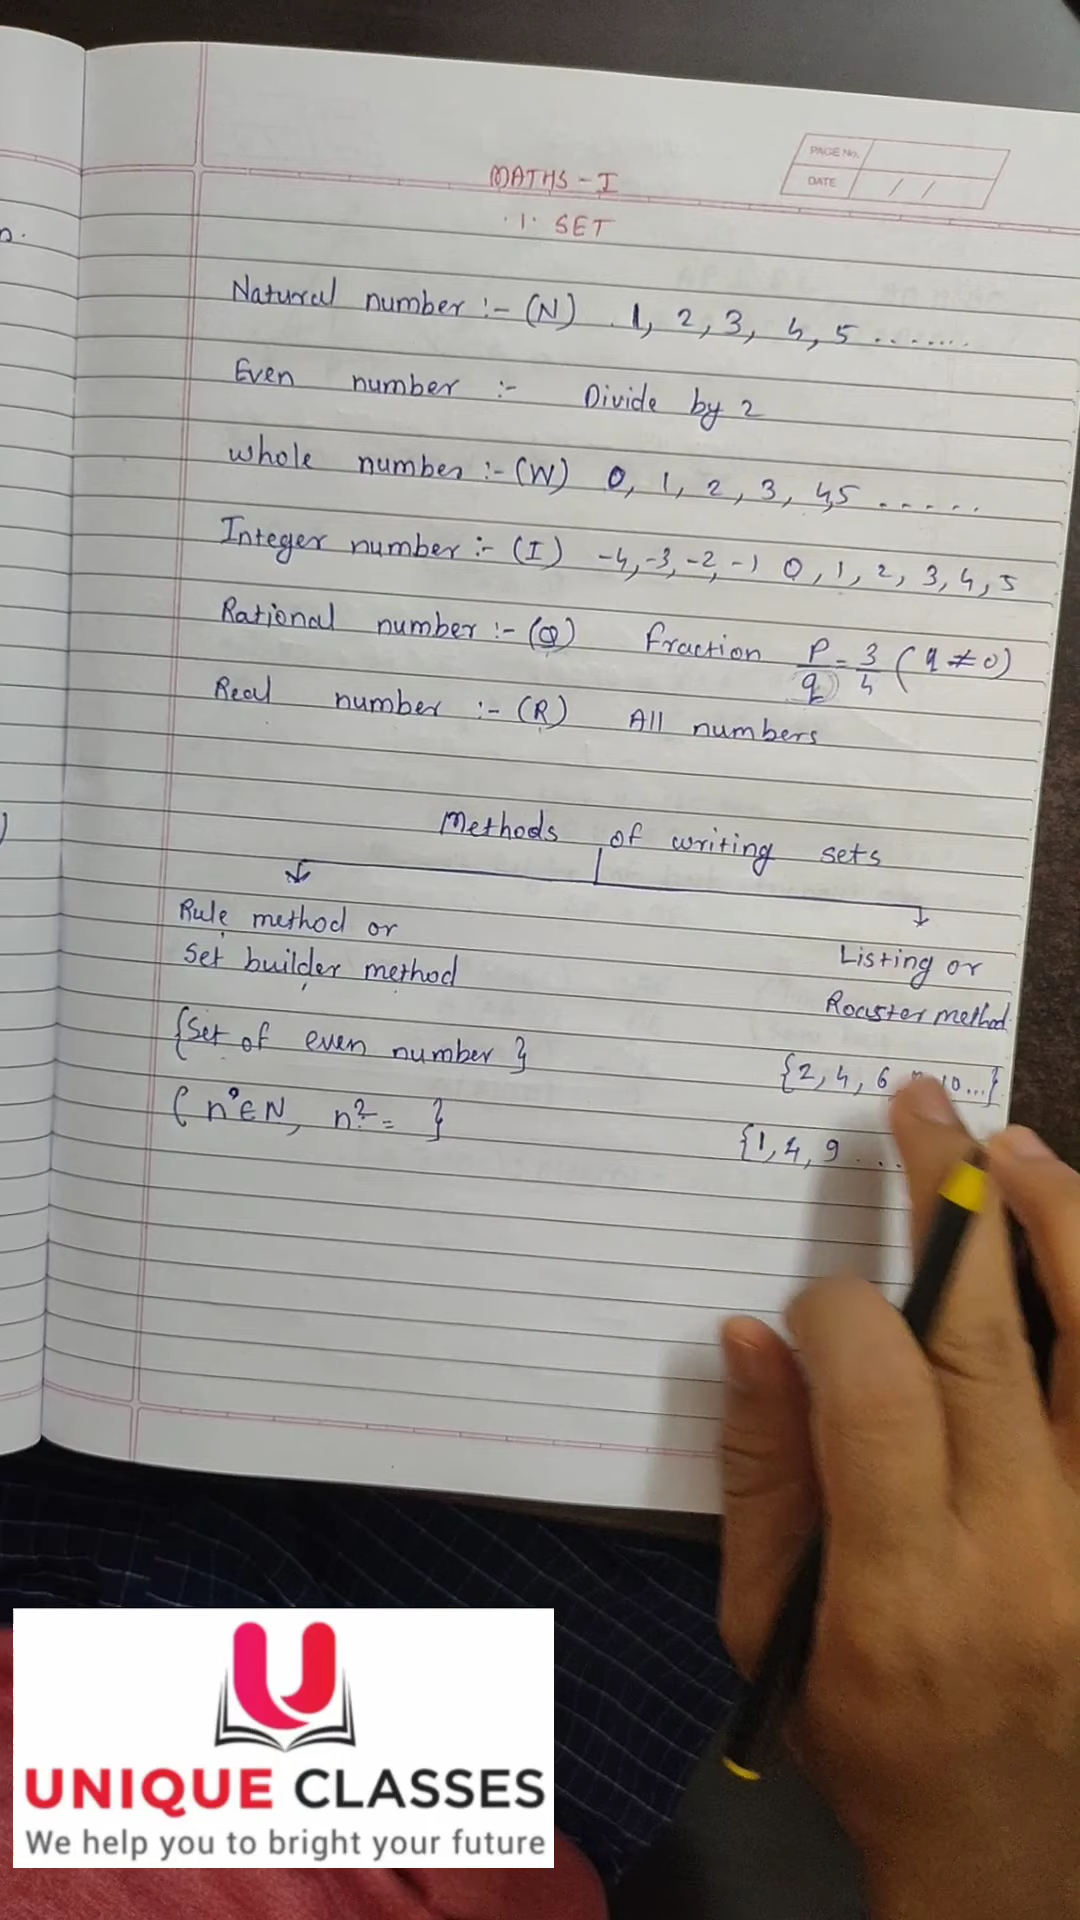 PAGE No.
DATE / /
MATHS - I
1. SET
Natural number :- (N) 1, 2, 3, 4, 5 .......
Even number :- Divide by 2
Whole number :- (W) 0, 1, 2, 3, 4, 5 .....
Integer number :- (I) -4, -3, -2, -1 0, 1, 2, 3, 4, 5
Rational number :- (Q) Fraction p/q = 3/4 (q ≠ 0)
Real number :- (R) All numbers
Methods of writing sets
Rule method or
Set builder method
Listing or
Roaster method
{Set of even number}
{2, 4, 6, 10...}
( n ∈ N, n² = }
{1, 4, 9 ...
UNIQUE CLASSES
We help you to bright your future